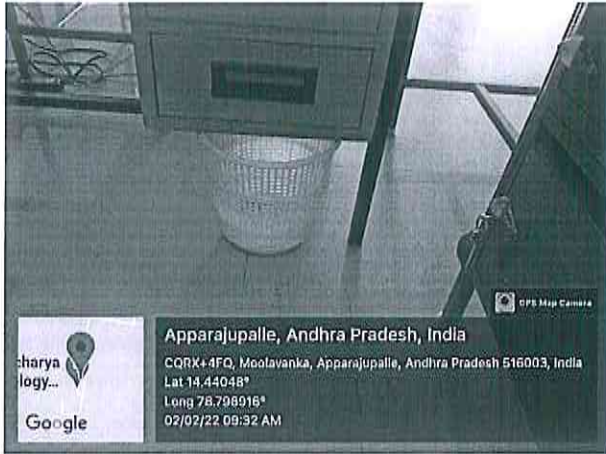 GPS Map Camera
charya
logy...
Google
Apparajupalle, Andhra Pradesh, India
CQRX+4FQ, Moolavanka, Apparajupalle, Andhra Pradesh 516003, India
Lat 14.44048°
Long 78.798916°
02/02/22 09:32 AM